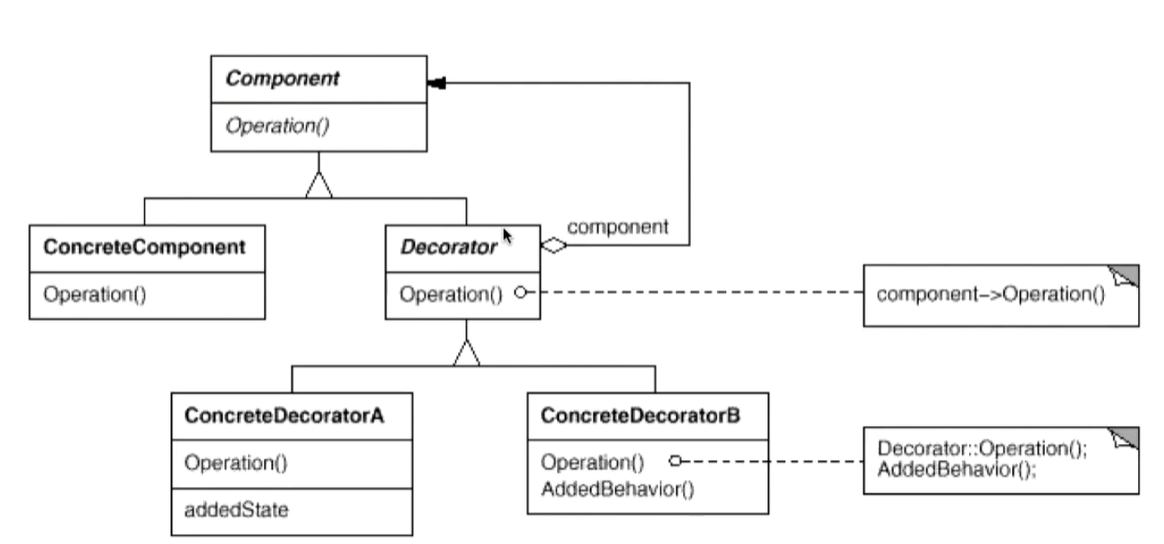 Component
Operation()
ConcreteComponent
Operation()
Decorator
Operation()
component
component–>Operation()
ConcreteDecoratorA
Operation()
addedState
ConcreteDecoratorB
Operation()
AddedBehavior()
Decorator::Operation();
AddedBehavior();